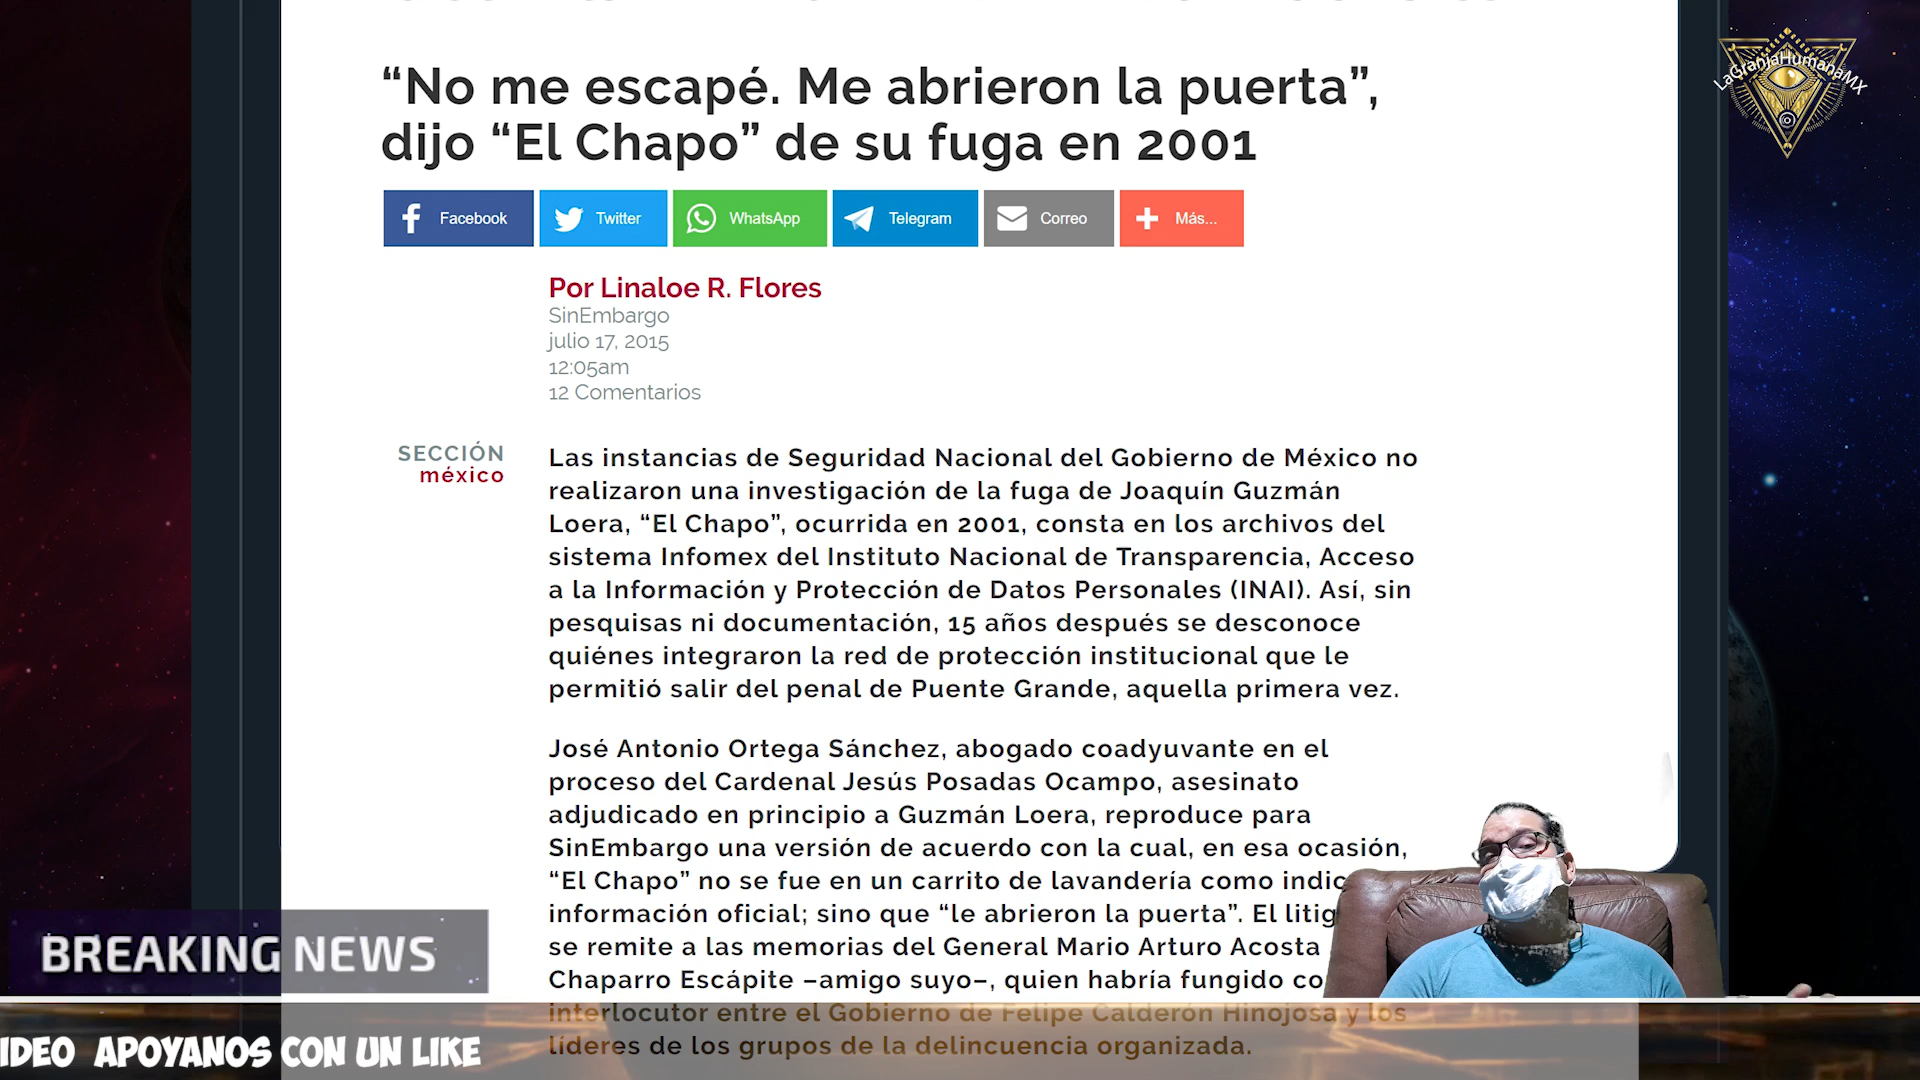 LaGranjaHumanaMX
“No me escapé. Me abrieron la puerta”,
dijo “El Chapo” de su fuga en 2001
Facebook
Twitter
WhatsApp
Telegram
Correo
Más...
Por Linaloe R. Flores
SinEmbargo
julio 17, 2015
12:05am
12 Comentarios
SECCIÓN
méxico
Las instancias de Seguridad Nacional del Gobierno de México no
realizaron una investigación de la fuga de Joaquín Guzmán
Loera, “El Chapo”, ocurrida en 2001, consta en los archivos del
sistema Infomex del Instituto Nacional de Transparencia, Acceso
a la Información y Protección de Datos Personales (INAI). Así, sin
pesquisas ni documentación, 15 años después se desconoce
quiénes integraron la red de protección institucional que le
permitió salir del penal de Puente Grande, aquella primera vez.
José Antonio Ortega Sánchez, abogado coadyuvante en el
proceso del Cardenal Jesús Posadas Ocampo, asesinato
adjudicado en principio a Guzmán Loera, reproduce para
SinEmbargo una versión de acuerdo con la cual, en esa ocasión,
“El Chapo” no se fue en un carrito de lavandería como indic
información oficial; sino que “le abrieron la puerta”. El litig
se remite a las memorias del General Mario Arturo Acosta
Chaparro Escápite –amigo suyo–, quien habría fungido co
interlocutor entre el Gobierno de Felipe Calderón Hinojosa y los
líderes de los grupos de la delincuencia organizada.
BREAKING NEWS
IDEO APOYANOS CON UN LIKE